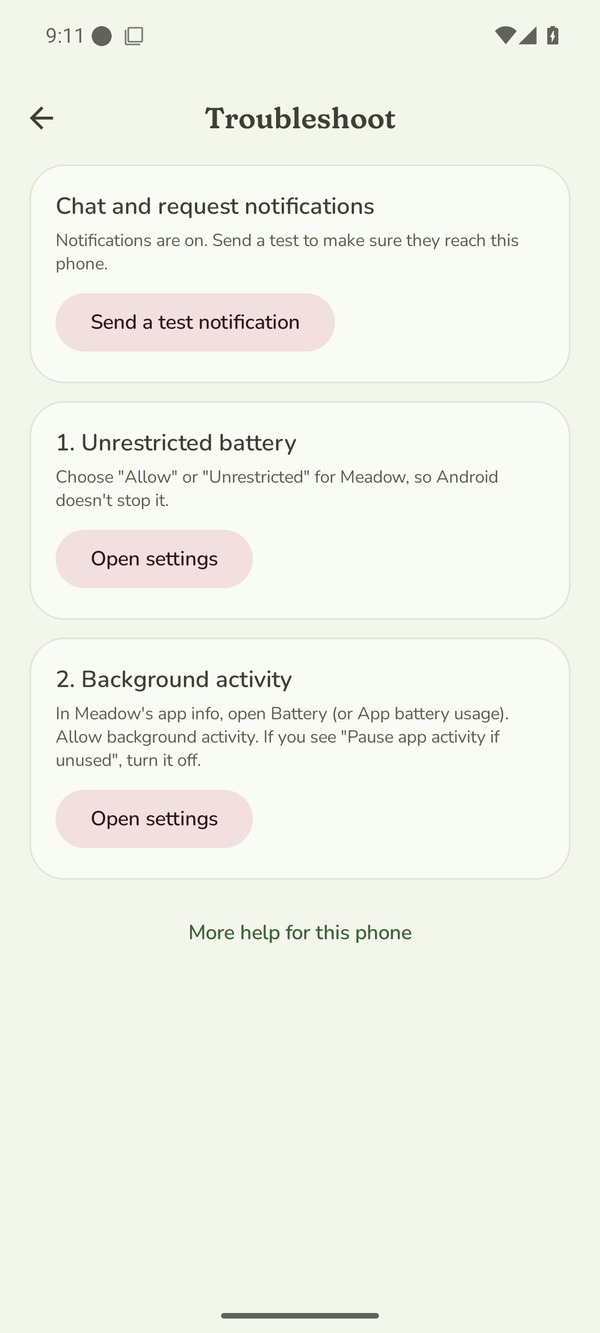 9:11
Troubleshoot
Chat and request notifications
Notifications are on. Send a test to make sure they reach this
phone.
Send a test notification
1. Unrestricted battery
Choose "Allow" or "Unrestricted" for Meadow, so Android
doesn't stop it.
Open settings
2. Background activity
In Meadow's app info, open Battery (or App battery usage).
Allow background activity. If you see "Pause app activity if
unused", turn it off.
Open settings
More help for this phone